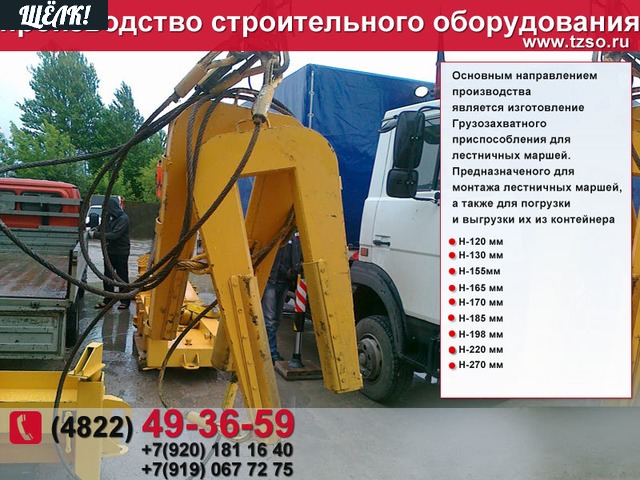 ЩЁЛК!
производство строительного оборудования
www.tzso.ru
Основным направлением
производства
является изготовление
Грузозахватного
приспособления для
лестничных маршей.
Предназначеного для
монтажа лестничных маршей,
а также для погрузки
и выгрузки их из контейнера
Н-120 мм
Н-130 мм
Н-155мм
Н-165 мм
Н-170 мм
Н-185 мм
Н-198 мм
Н-220 мм
Н-270 мм
(4822) 49-36-59
+7(920) 181 16 40
+7(919) 067 72 75